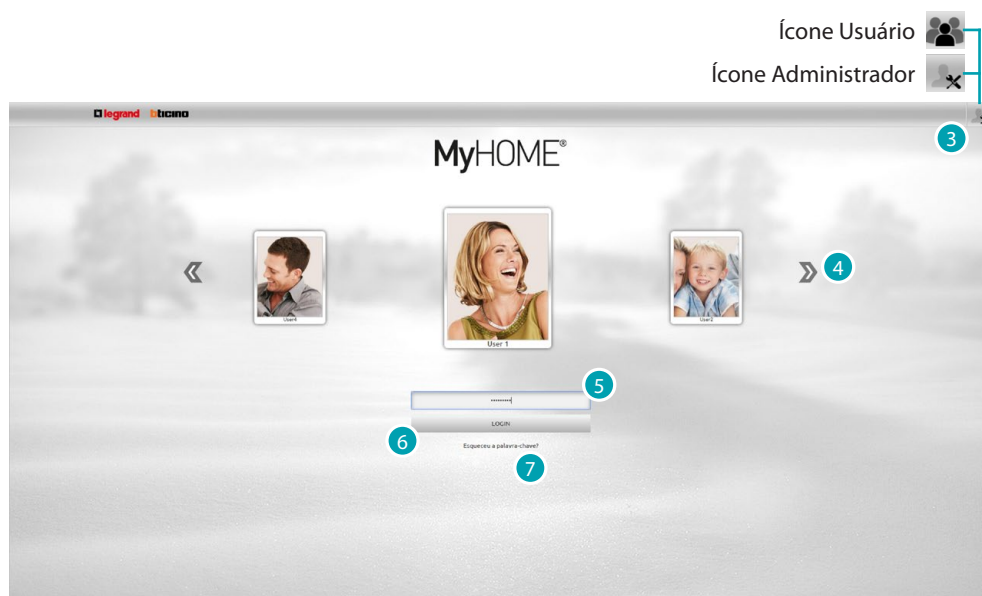 Ícone Usuário
Ícone Administrador
legrand bticino
3
MyHOME®
4
User4
User 1
User2
5
•••••••••
LOGIN
6
Esqueceu a palavra-chave?
7